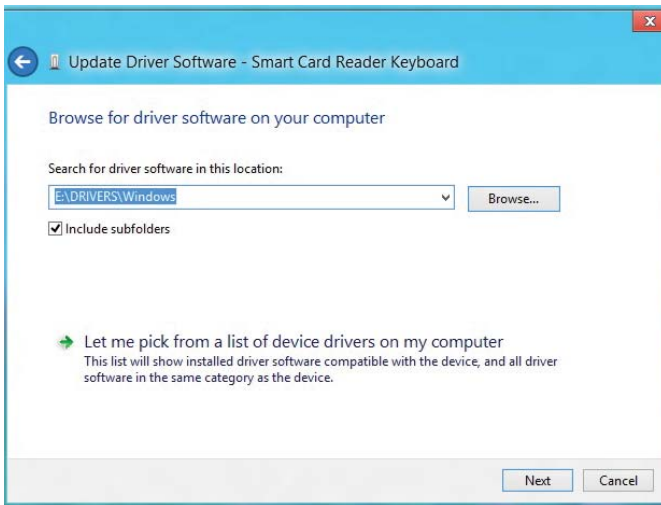 x
Update Driver Software - Smart Card Reader Keyboard
Browse for driver software on your computer
Search for driver software in this location:
E:\DRIVERS\Windows
Browse...
Include subfolders
Let me pick from a list of device drivers on my computer
This list will show installed driver software compatible with the device, and all driver
software in the same category as the device.
Next Cancel